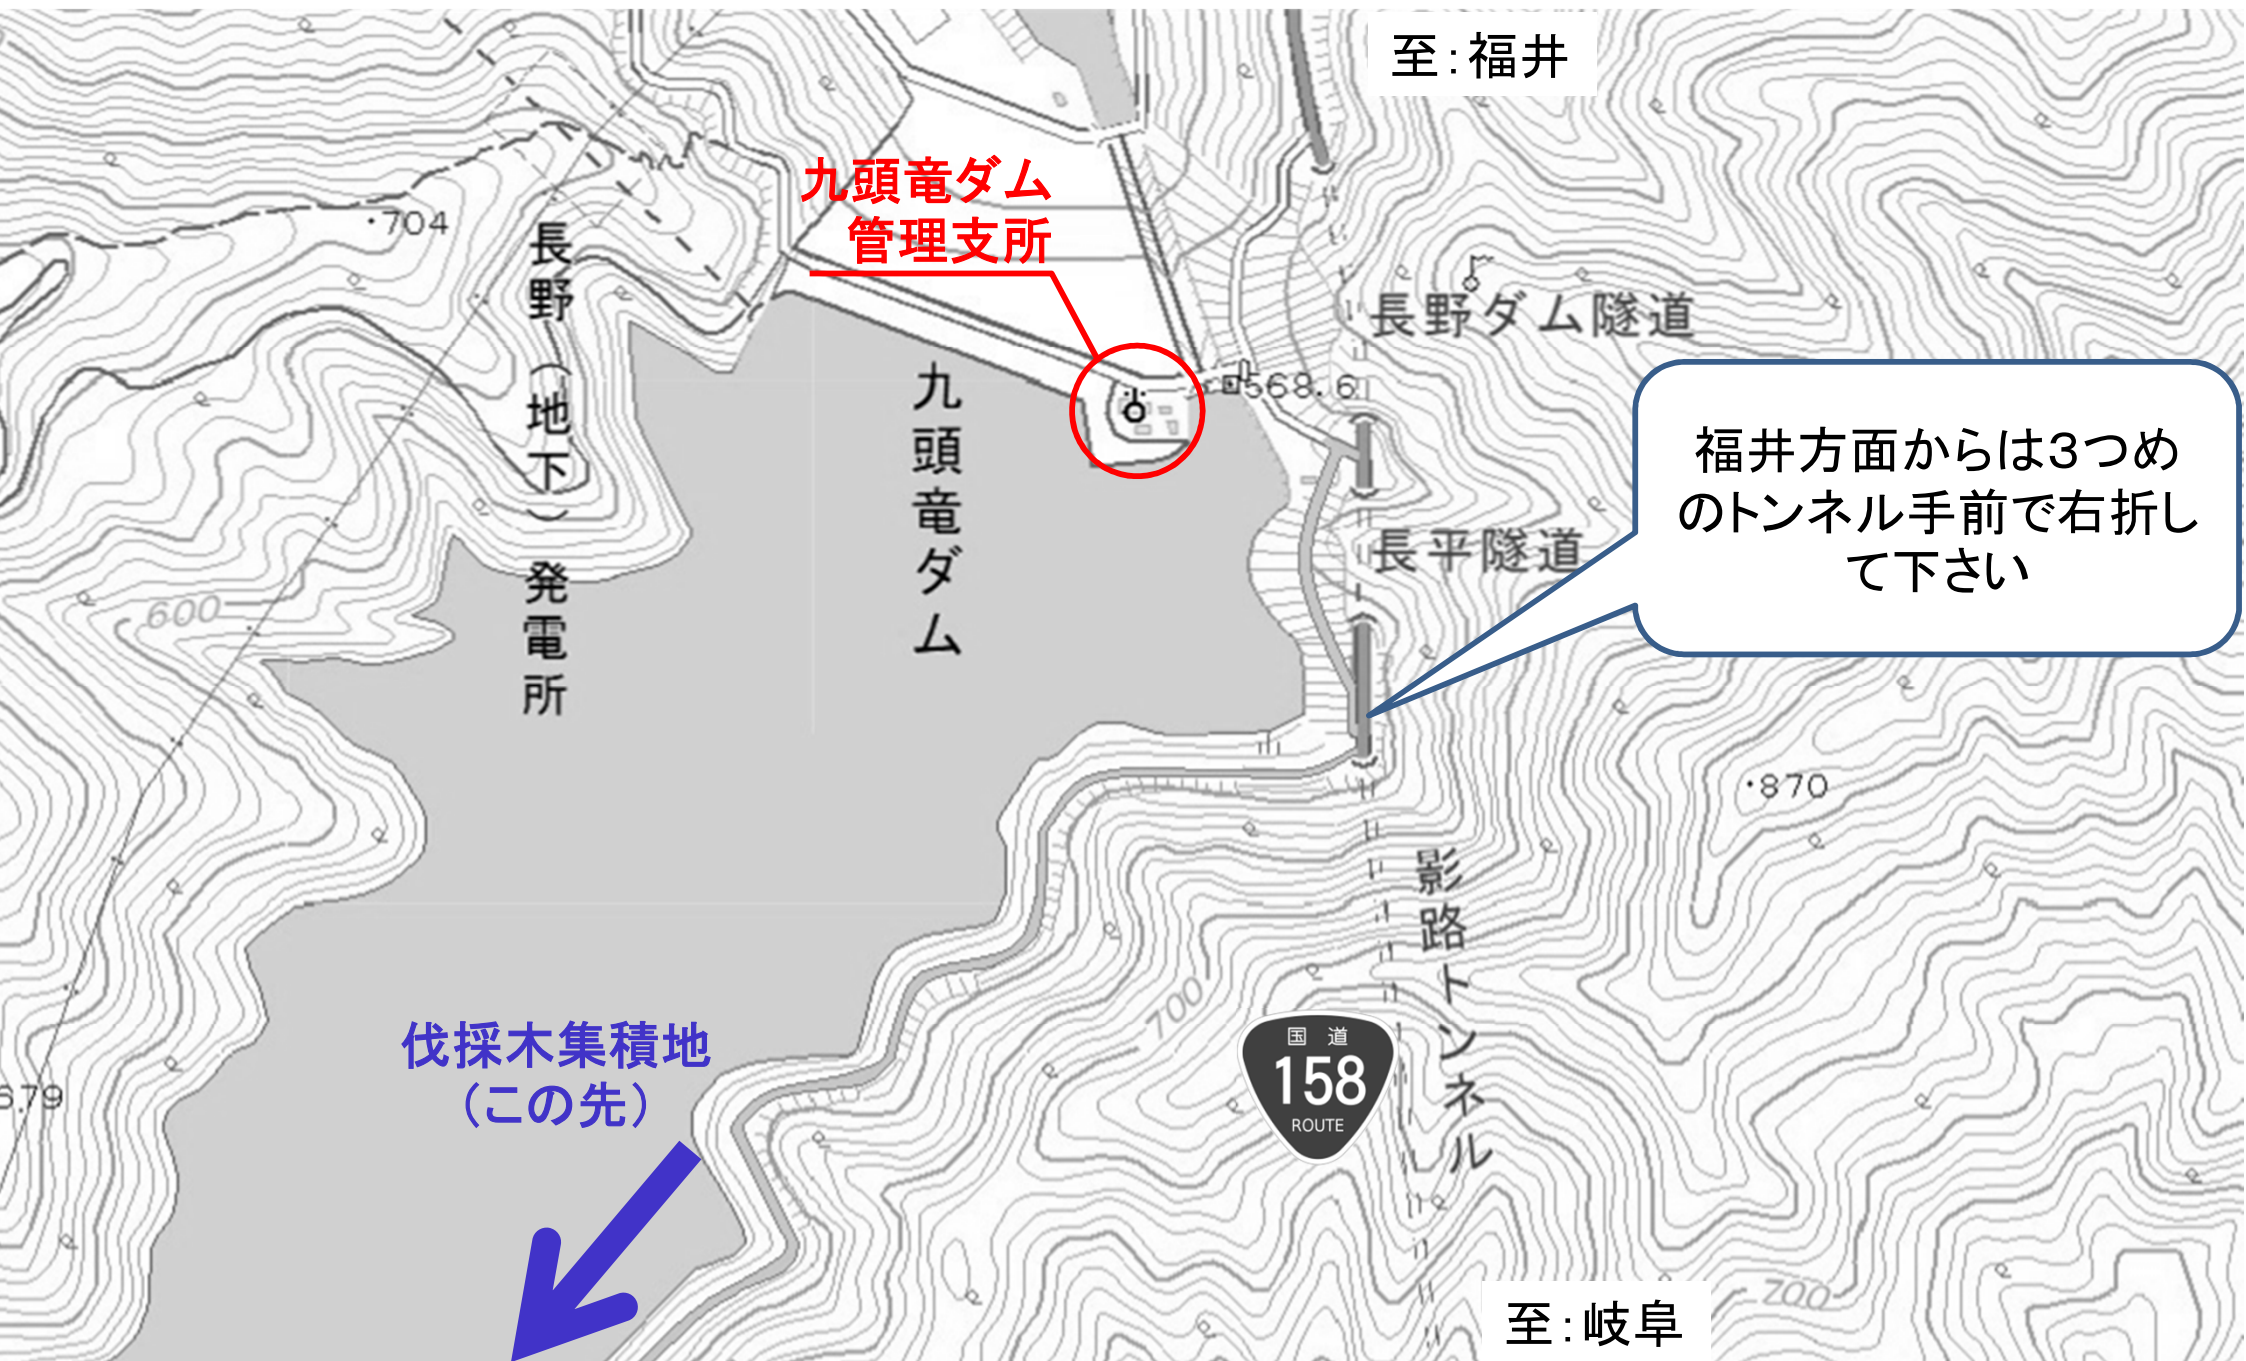 至：福井
九頭竜ダム
管理支所
・704
長野（地下）発電所
長野ダム隧道
568.6
九頭竜ダム
福井方面からは３つめ
のトンネル手前で右折し
て下さい
長平隧道
600
・870
影路トンネル
700
国道
158
ROUTE
伐採木集積地
（この先）
679
700
至：岐阜